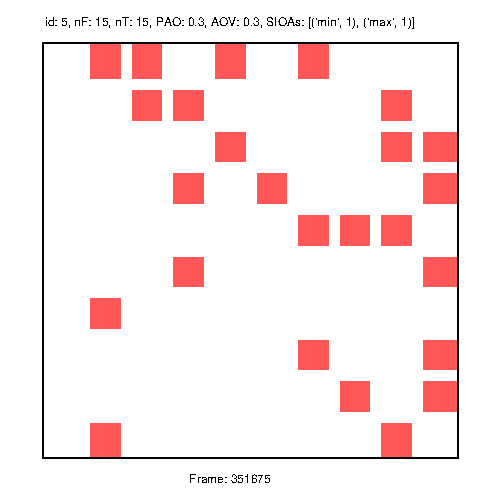 id: 5, nF: 15, nT: 15, PAO: 0.3, AOV: 0.3, SIOAs: [('min', 1), ('max', 1)]
Frame: 351675